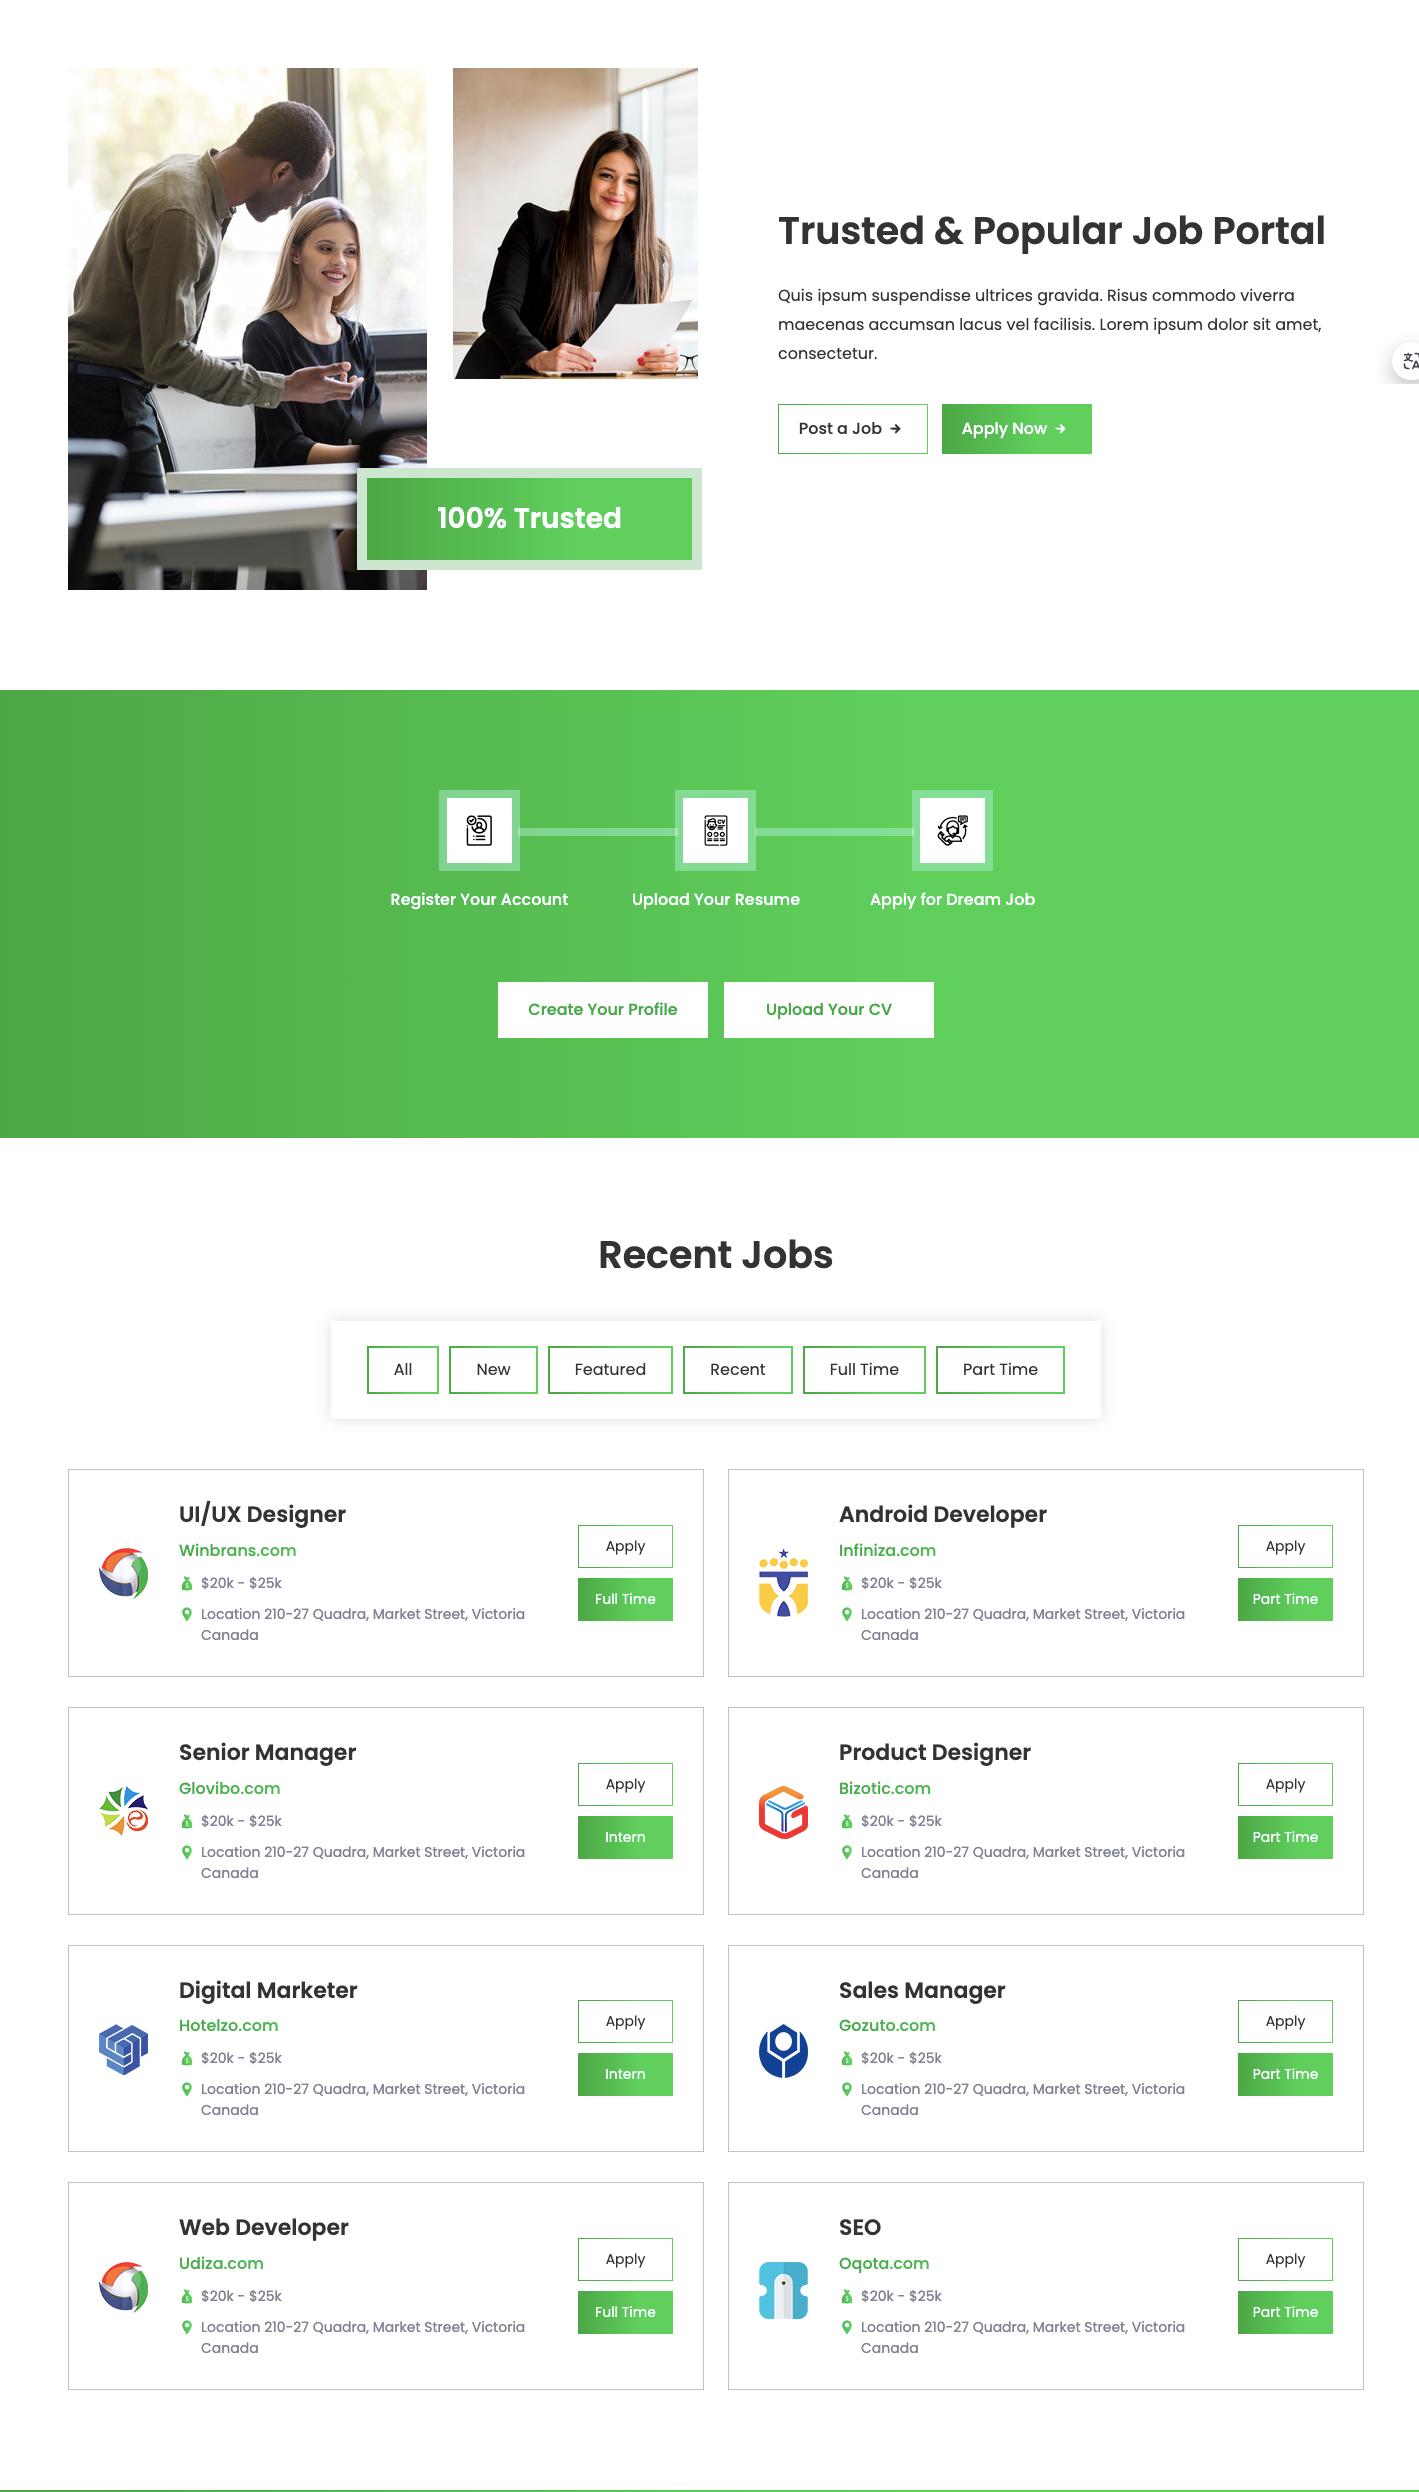 Trusted & Popular Job Portal
Quis ipsum suspendisse ultrices gravida. Risus commodo viverra
maecenas accumsan lacus vel facilisis. Lorem ipsum dolor sit amet,
consectetur.
Post a Job
Apply Now
100% Trusted
Register Your Account
Upload Your Resume
Apply for Dream Job
Create Your Profile
Upload Your CV
Recent Jobs
All
New
Featured
Recent
Full Time
Part Time
UI/UX Designer
Winbrans.com
$20k - $25k
Location 210-27 Quadra, Market Street, Victoria
Canada
Apply
Full Time
Android Developer
Infiniza.com
$20k - $25k
Location 210-27 Quadra, Market Street, Victoria
Canada
Apply
Part Time
Senior Manager
Glovibo.com
$20k - $25k
Location 210-27 Quadra, Market Street, Victoria
Canada
Apply
Intern
Product Designer
Bizotic.com
$20k - $25k
Location 210-27 Quadra, Market Street, Victoria
Canada
Apply
Part Time
Digital Marketer
Hotelzo.com
$20k - $25k
Location 210-27 Quadra, Market Street, Victoria
Canada
Apply
Intern
Sales Manager
Gozuto.com
$20k - $25k
Location 210-27 Quadra, Market Street, Victoria
Canada
Apply
Part Time
Web Developer
Udiza.com
$20k - $25k
Location 210-27 Quadra, Market Street, Victoria
Canada
Apply
Full Time
SEO
Oqota.com
$20k - $25k
Location 210-27 Quadra, Market Street, Victoria
Canada
Apply
Part Time